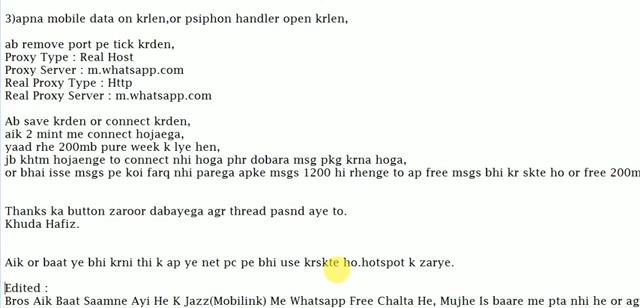 3)apna mobile data on krlen,or psiphon handler open krlen,
ab remove port pe tick krden,
Proxy Type : Real Host
Proxy Server : m.whatsapp.com
Real Proxy Type : Http
Real Proxy Server : m.whatsapp.com
Ab save krden or connect krden,
aik 2 mint me connect hojaega,
yaad rhe 200mb pure week k lye hen,
jb khtm hojaenge to connect nhi hoga phr dobara msg pkg krna hoga,
or bhai isse msgs pe koi farq nhi parega apke msgs 1200 hi rhenge to ap free msgs bhi kr skte ho or free 200m
Thanks ka button zaroor dabayega agr thread pasnd aye to.
Khuda Hafiz.
Aik or baat ye bhi krni thi k ap ye net pc pe bhi use krskte ho.hotspot k zarye.
Edited :
Bros Aik Baat Saamne Ayi He K Jazz(Mobilink) Me Whatsapp Free Chalta He, Mujhe Is baare me pta nhi he or ag